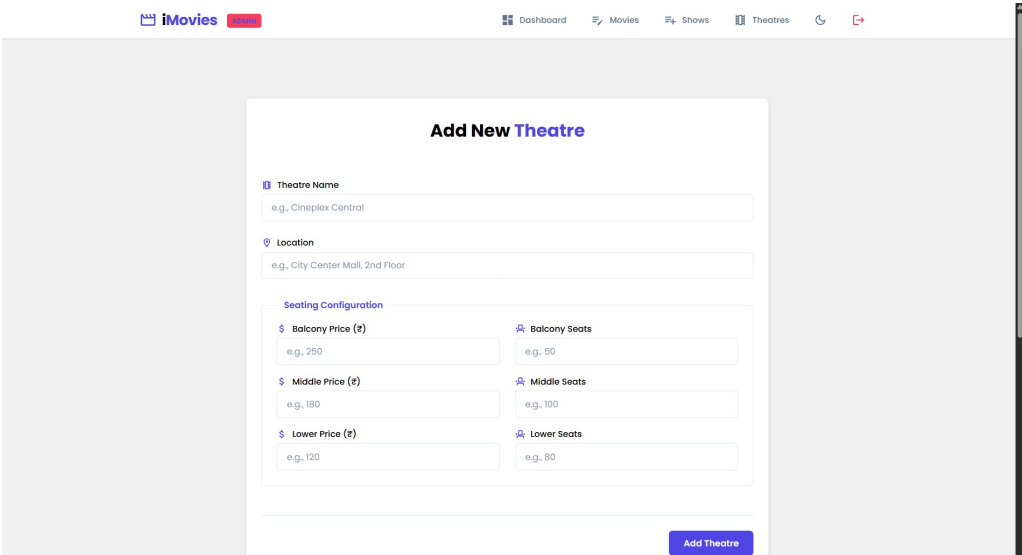 iMovies ADMIN Dashboard Movies Shows Theatres
Add New Theatre
Theatre Name
e.g., Cineplex Central
Location
e.g., City Center Mall, 2nd Floor
Seating Configuration
$ Balcony Price (₹) Balcony Seats
e.g., 250 e.g., 50
$ Middle Price (₹) Middle Seats
e.g., 180 e.g., 100
$ Lower Price (₹) Lower Seats
e.g., 120 e.g., 80
Add Theatre